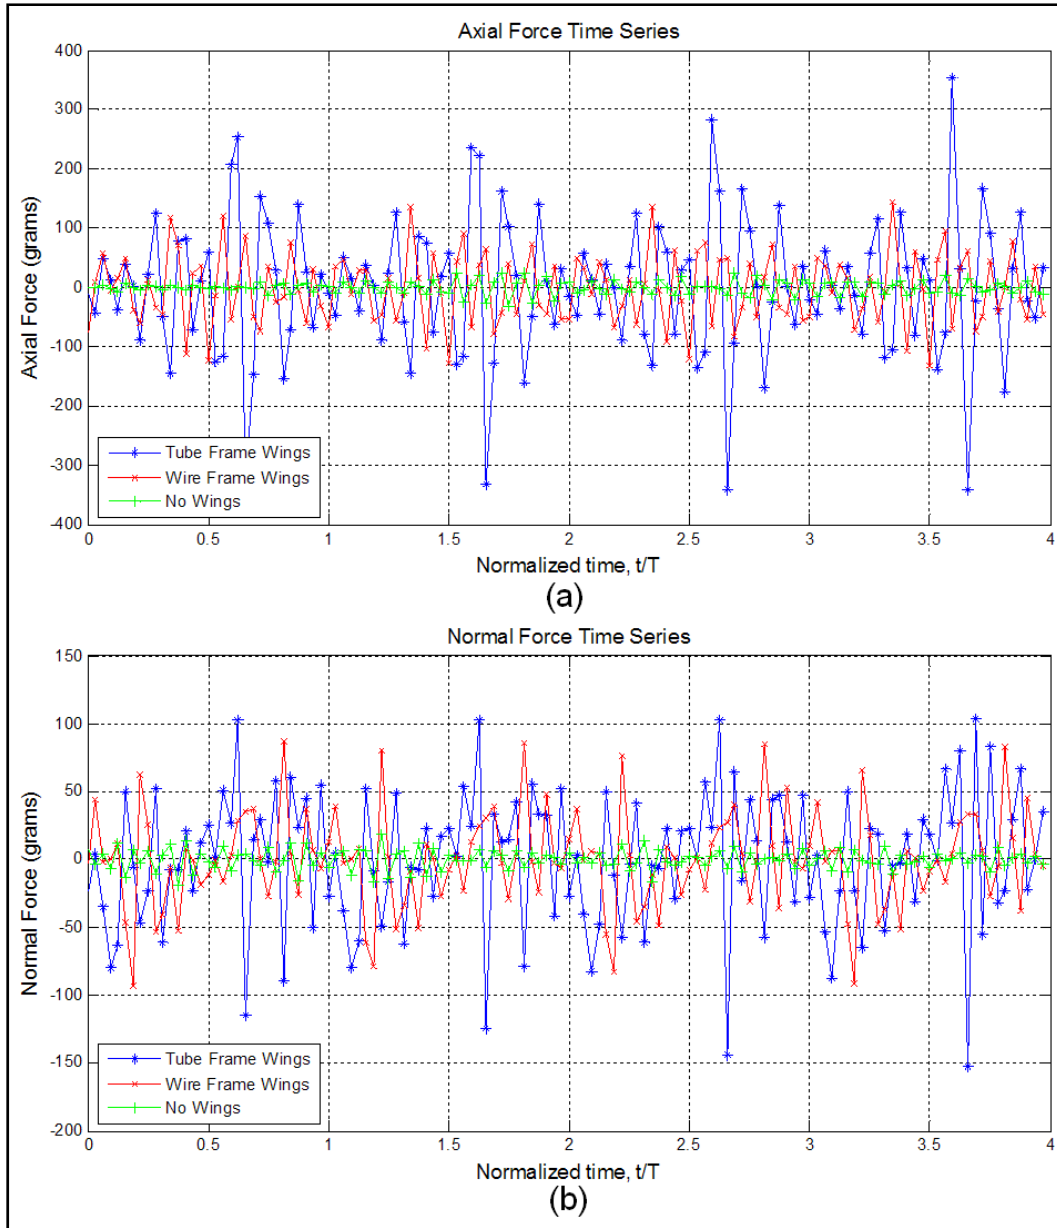 Axial Force Time Series
400
300
200
100
0
-100
-200
-300
-400
Axial Force (grams)
Tube Frame Wings
Wire Frame Wings
No Wings
0 0.5 1 1.5 2 2.5 3 3.5 4
Normalized time, t/T
(a)
Normal Force Time Series
150
100
50
0
-50
-100
-150
-200
Normal Force (grams)
Tube Frame Wings
Wire Frame Wings
No Wings
0 0.5 1 1.5 2 2.5 3 3.5 4
Normalized time, t/T
(b)